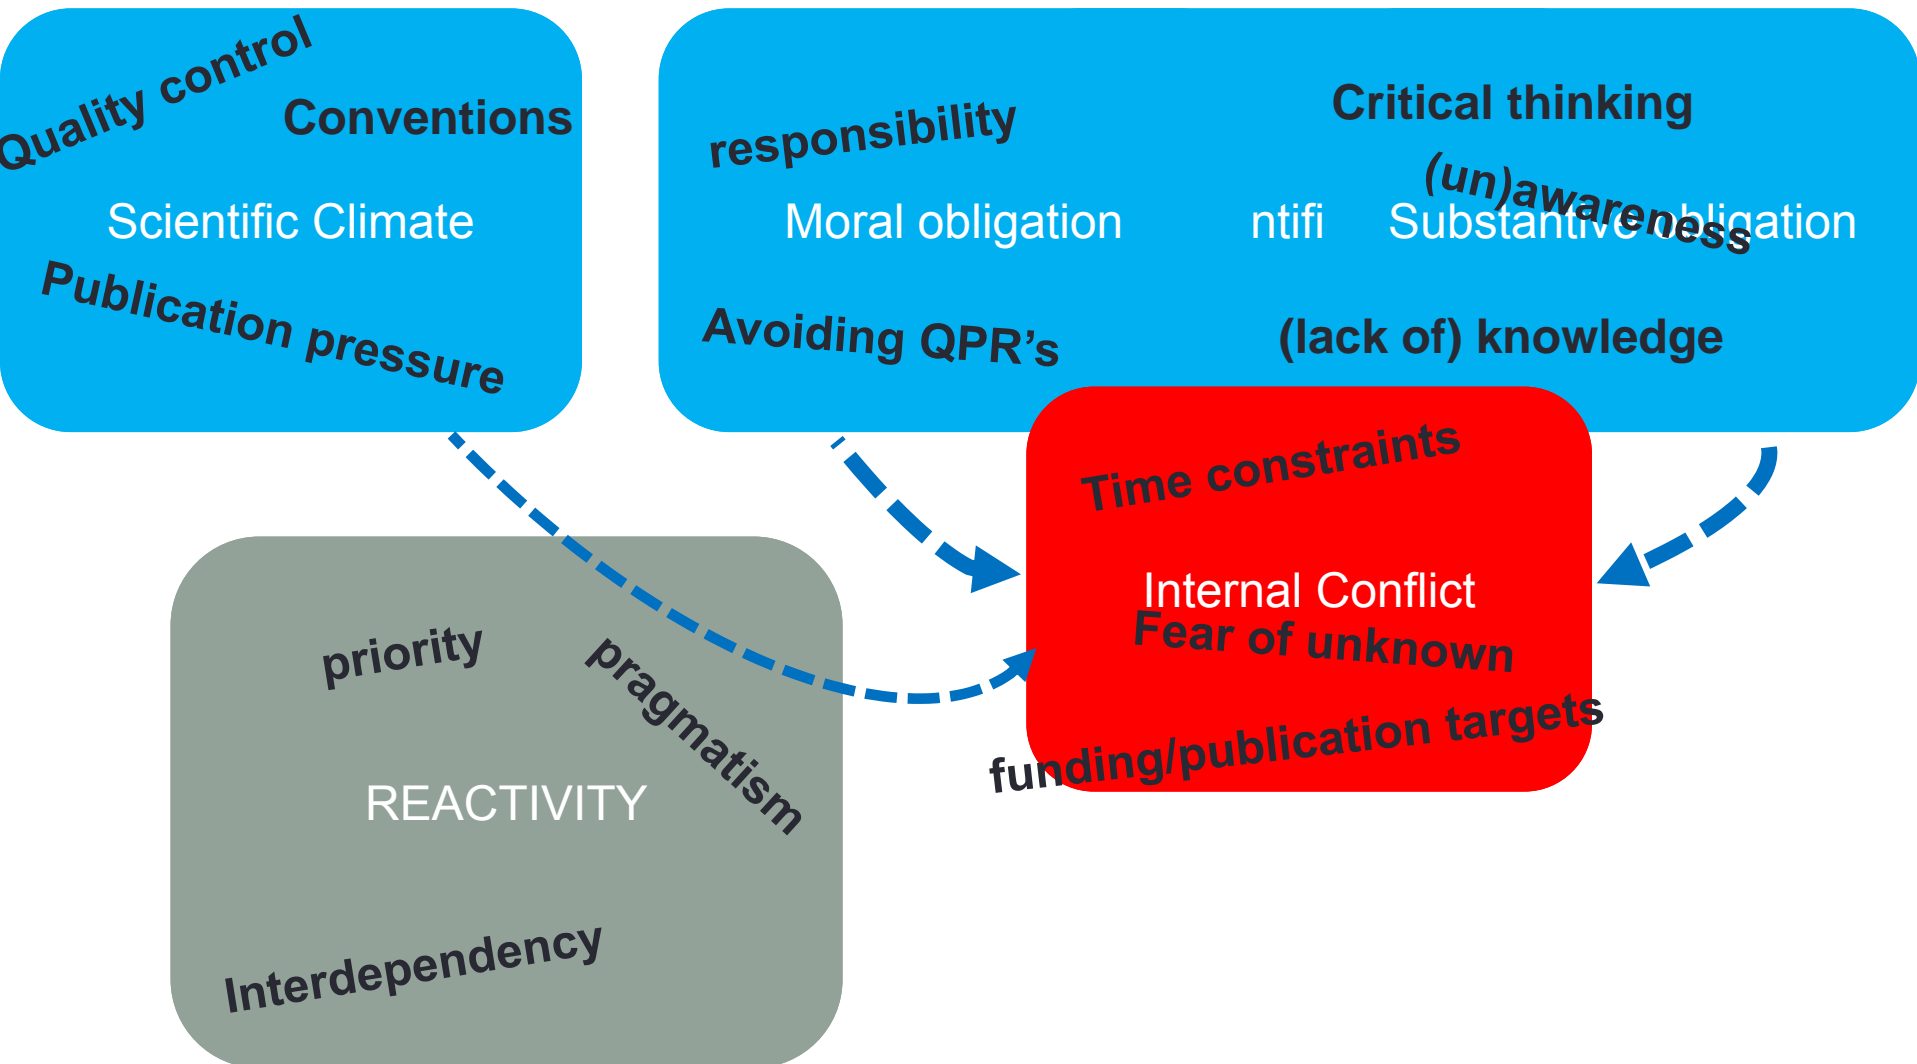 Quality control
Conventions
Scientific Climate
Publication pressure
responsibility
Moral obligation
Avoiding QPR’s
ntifi
Critical thinking
(un)awareness
Substantive obligation
(lack of) knowledge
Time constraints
Internal Conflict
Fear of unknown
funding/publication targets
priority
pragmatism
REACTIVITY
Interdependency